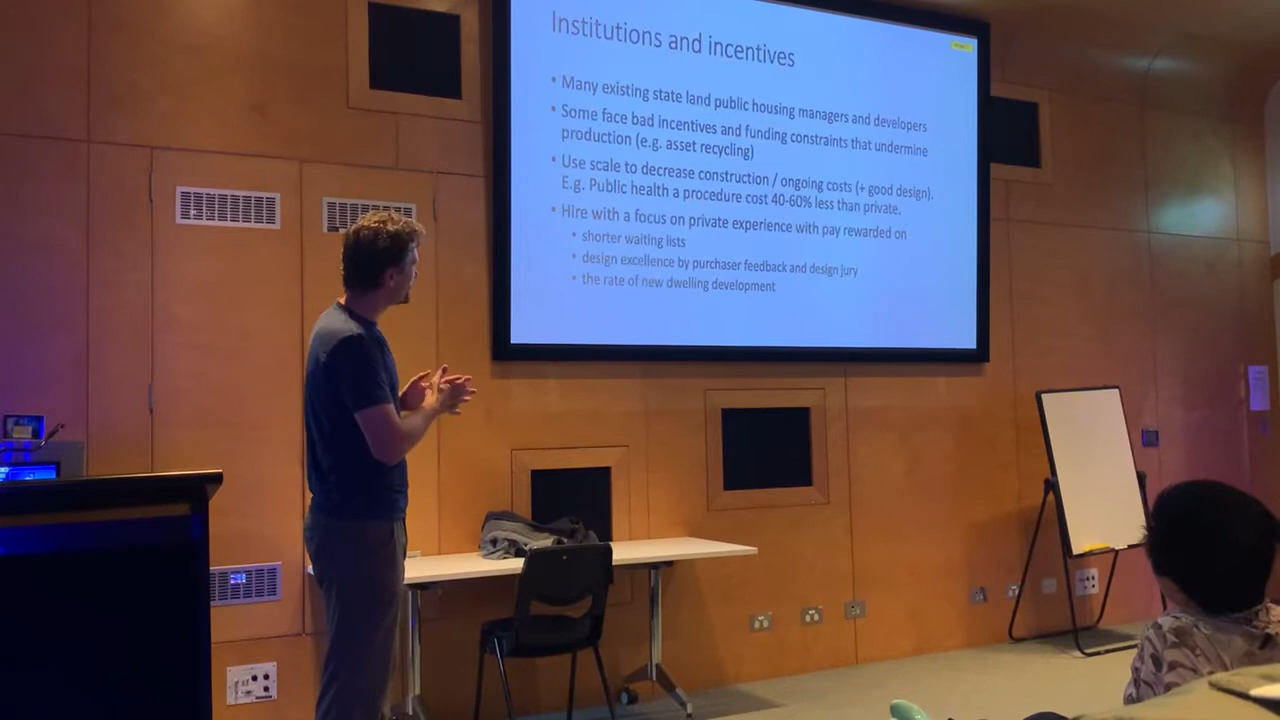 Institutions and incentives
• Many existing state land public housing managers and developers
• Some face bad incentives and funding constraints that undermine
production (e.g. asset recycling)
• Use scale to decrease construction / ongoing costs (+ good design).
E.g. Public health a procedure cost 40-60% less than private.
• Hire with a focus on private experience with pay rewarded on
• shorter waiting lists
• design excellence by purchaser feedback and design jury
• the rate of new dwelling development